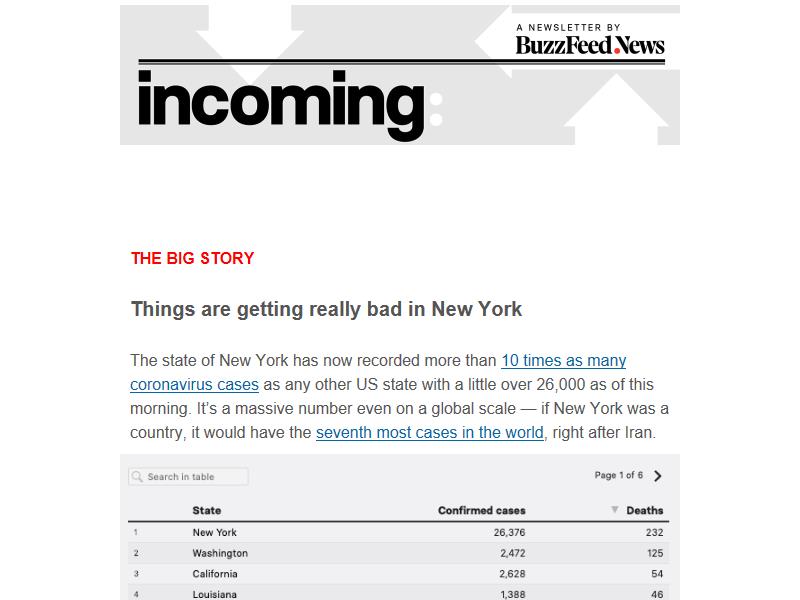 A NEWSLETTER BY
BuzzFeed.News
incoming:
THE BIG STORY
Things are getting really bad in New York
The state of New York has now recorded more than 10 times as many
coronavirus cases as any other US state with a little over 26,000 as of this
morning. It’s a massive number even on a global scale — if New York was a
country, it would have the seventh most cases in the world, right after Iran.
Search in table Page 1 of 6
State Confirmed cases Deaths
1 New York 26,376 232
2 Washington 2,472 125
3 California 2,628 54
4 Louisiana 1,388 46